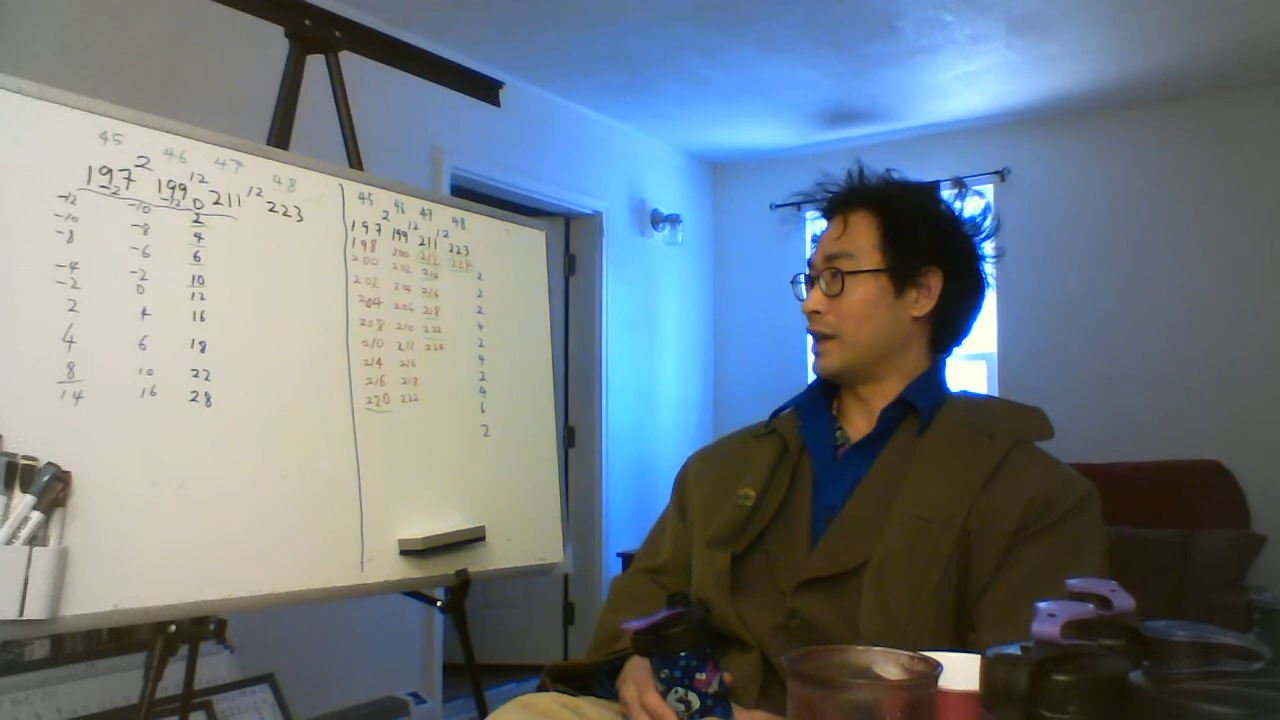 45 46 47 48
197 2 199 12 211 12 223
-2 -12 0
-12 -10 2
-10 -8 4
-8 -6 6
-4 -2 10
-2 0 12
2 4 16
4 6 18
8 10 22
14 16 28
45 46 47 48
2 12 12
197 199 211 223
198 200 212 224
200 202 214 2
202 204 216 2
204 206 218 2
208 210 222 4
210 212 224 2
214 216 4
216 218 2
220 222 4
6
2